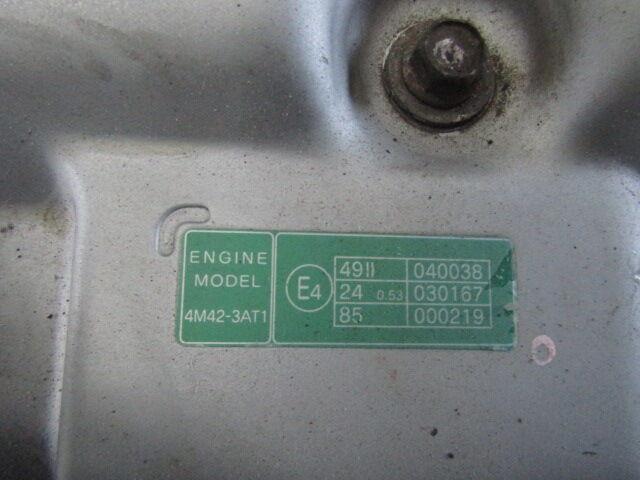 ENGINE
MODEL
4M42-3AT1
E4
49II 040038
24 0.53 030167
85 000219